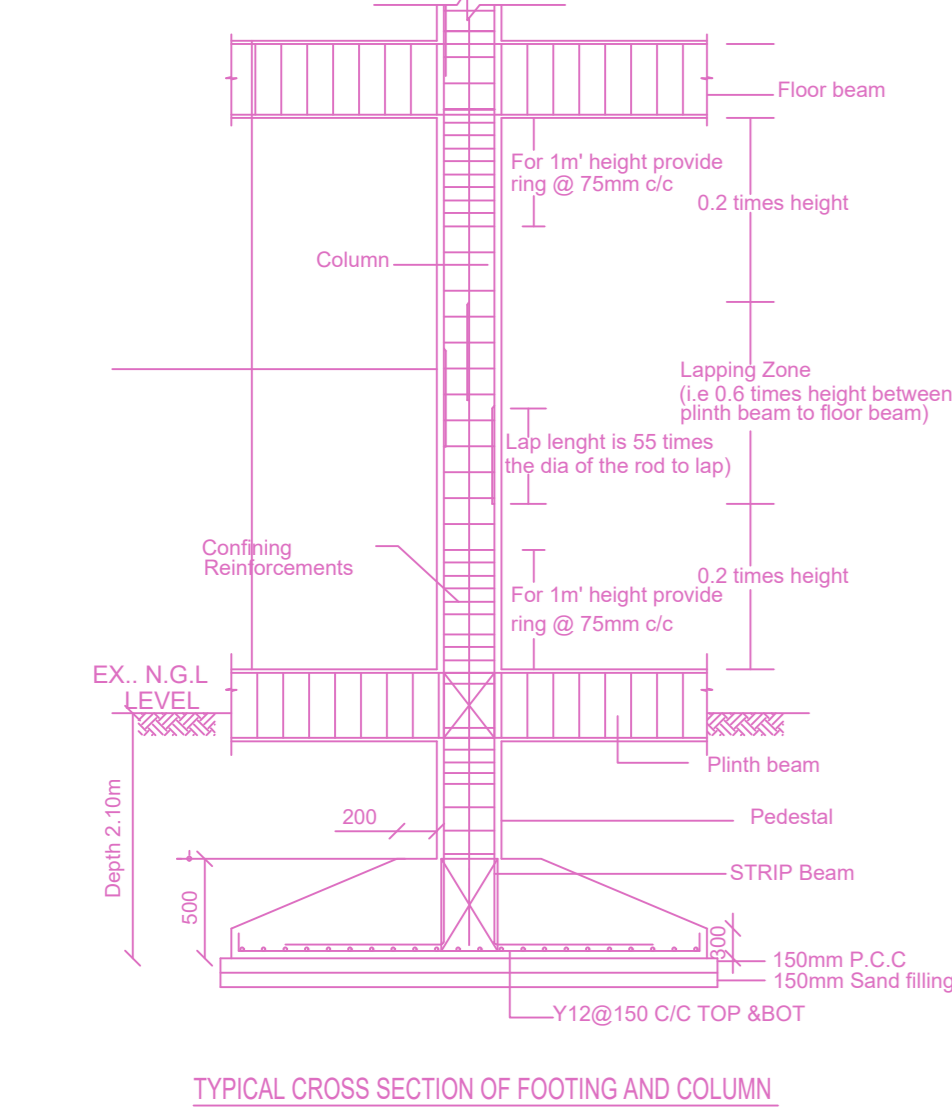 Floor beam
For 1m' height provide
ring @ 75mm c/c
0.2 times height
Column
Lapping Zone
(i.e 0.6 times height between
plinth beam to floor beam)
Lap lenght is 55 times
the dia of the rod to lap)
Confining
Reinforcements
0.2 times height
For 1m' height provide
ring @ 75mm c/c
EX.. N.G.L
LEVEL
Plinth beam
Depth 2.10m
200
Pedestal
STRIP Beam
500
300
150mm P.C.C
150mm Sand filling
Y12@150 C/C TOP &BOT
TYPICAL CROSS SECTION OF FOOTING AND COLUMN